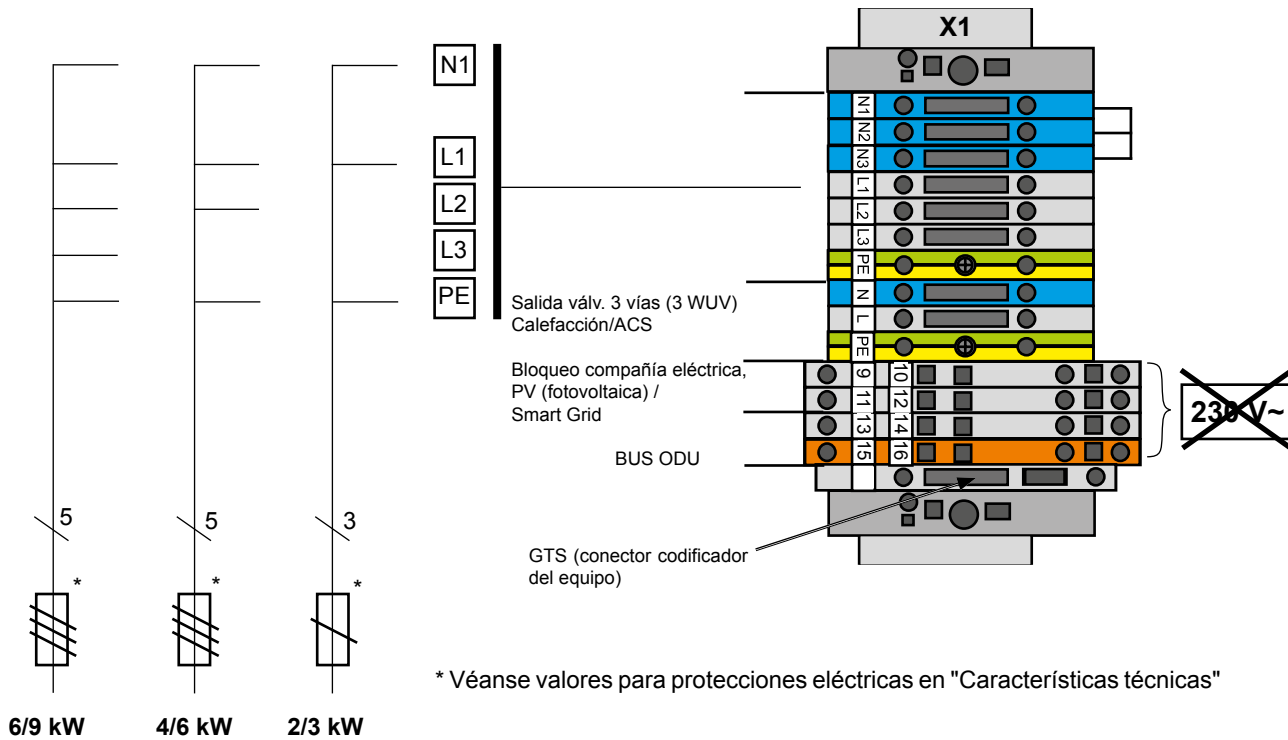 X1
N1
L1
L2
L3
PE
N1
N2
N3
L1
L2
L3
PE
N
L
PE
9 10
11 12
13 14
15 16
Salida válv. 3 vías (3 WUV)
Calefacción/ACS
Bloqueo compañía eléctrica,
PV (fotovoltaica) /
Smart Grid
BUS ODU
230 V~
GTS (conector codificador
del equipo)
5 5 3
* * *
* Véanse valores para protecciones eléctricas en "Características técnicas"
6/9 kW 4/6 kW 2/3 kW